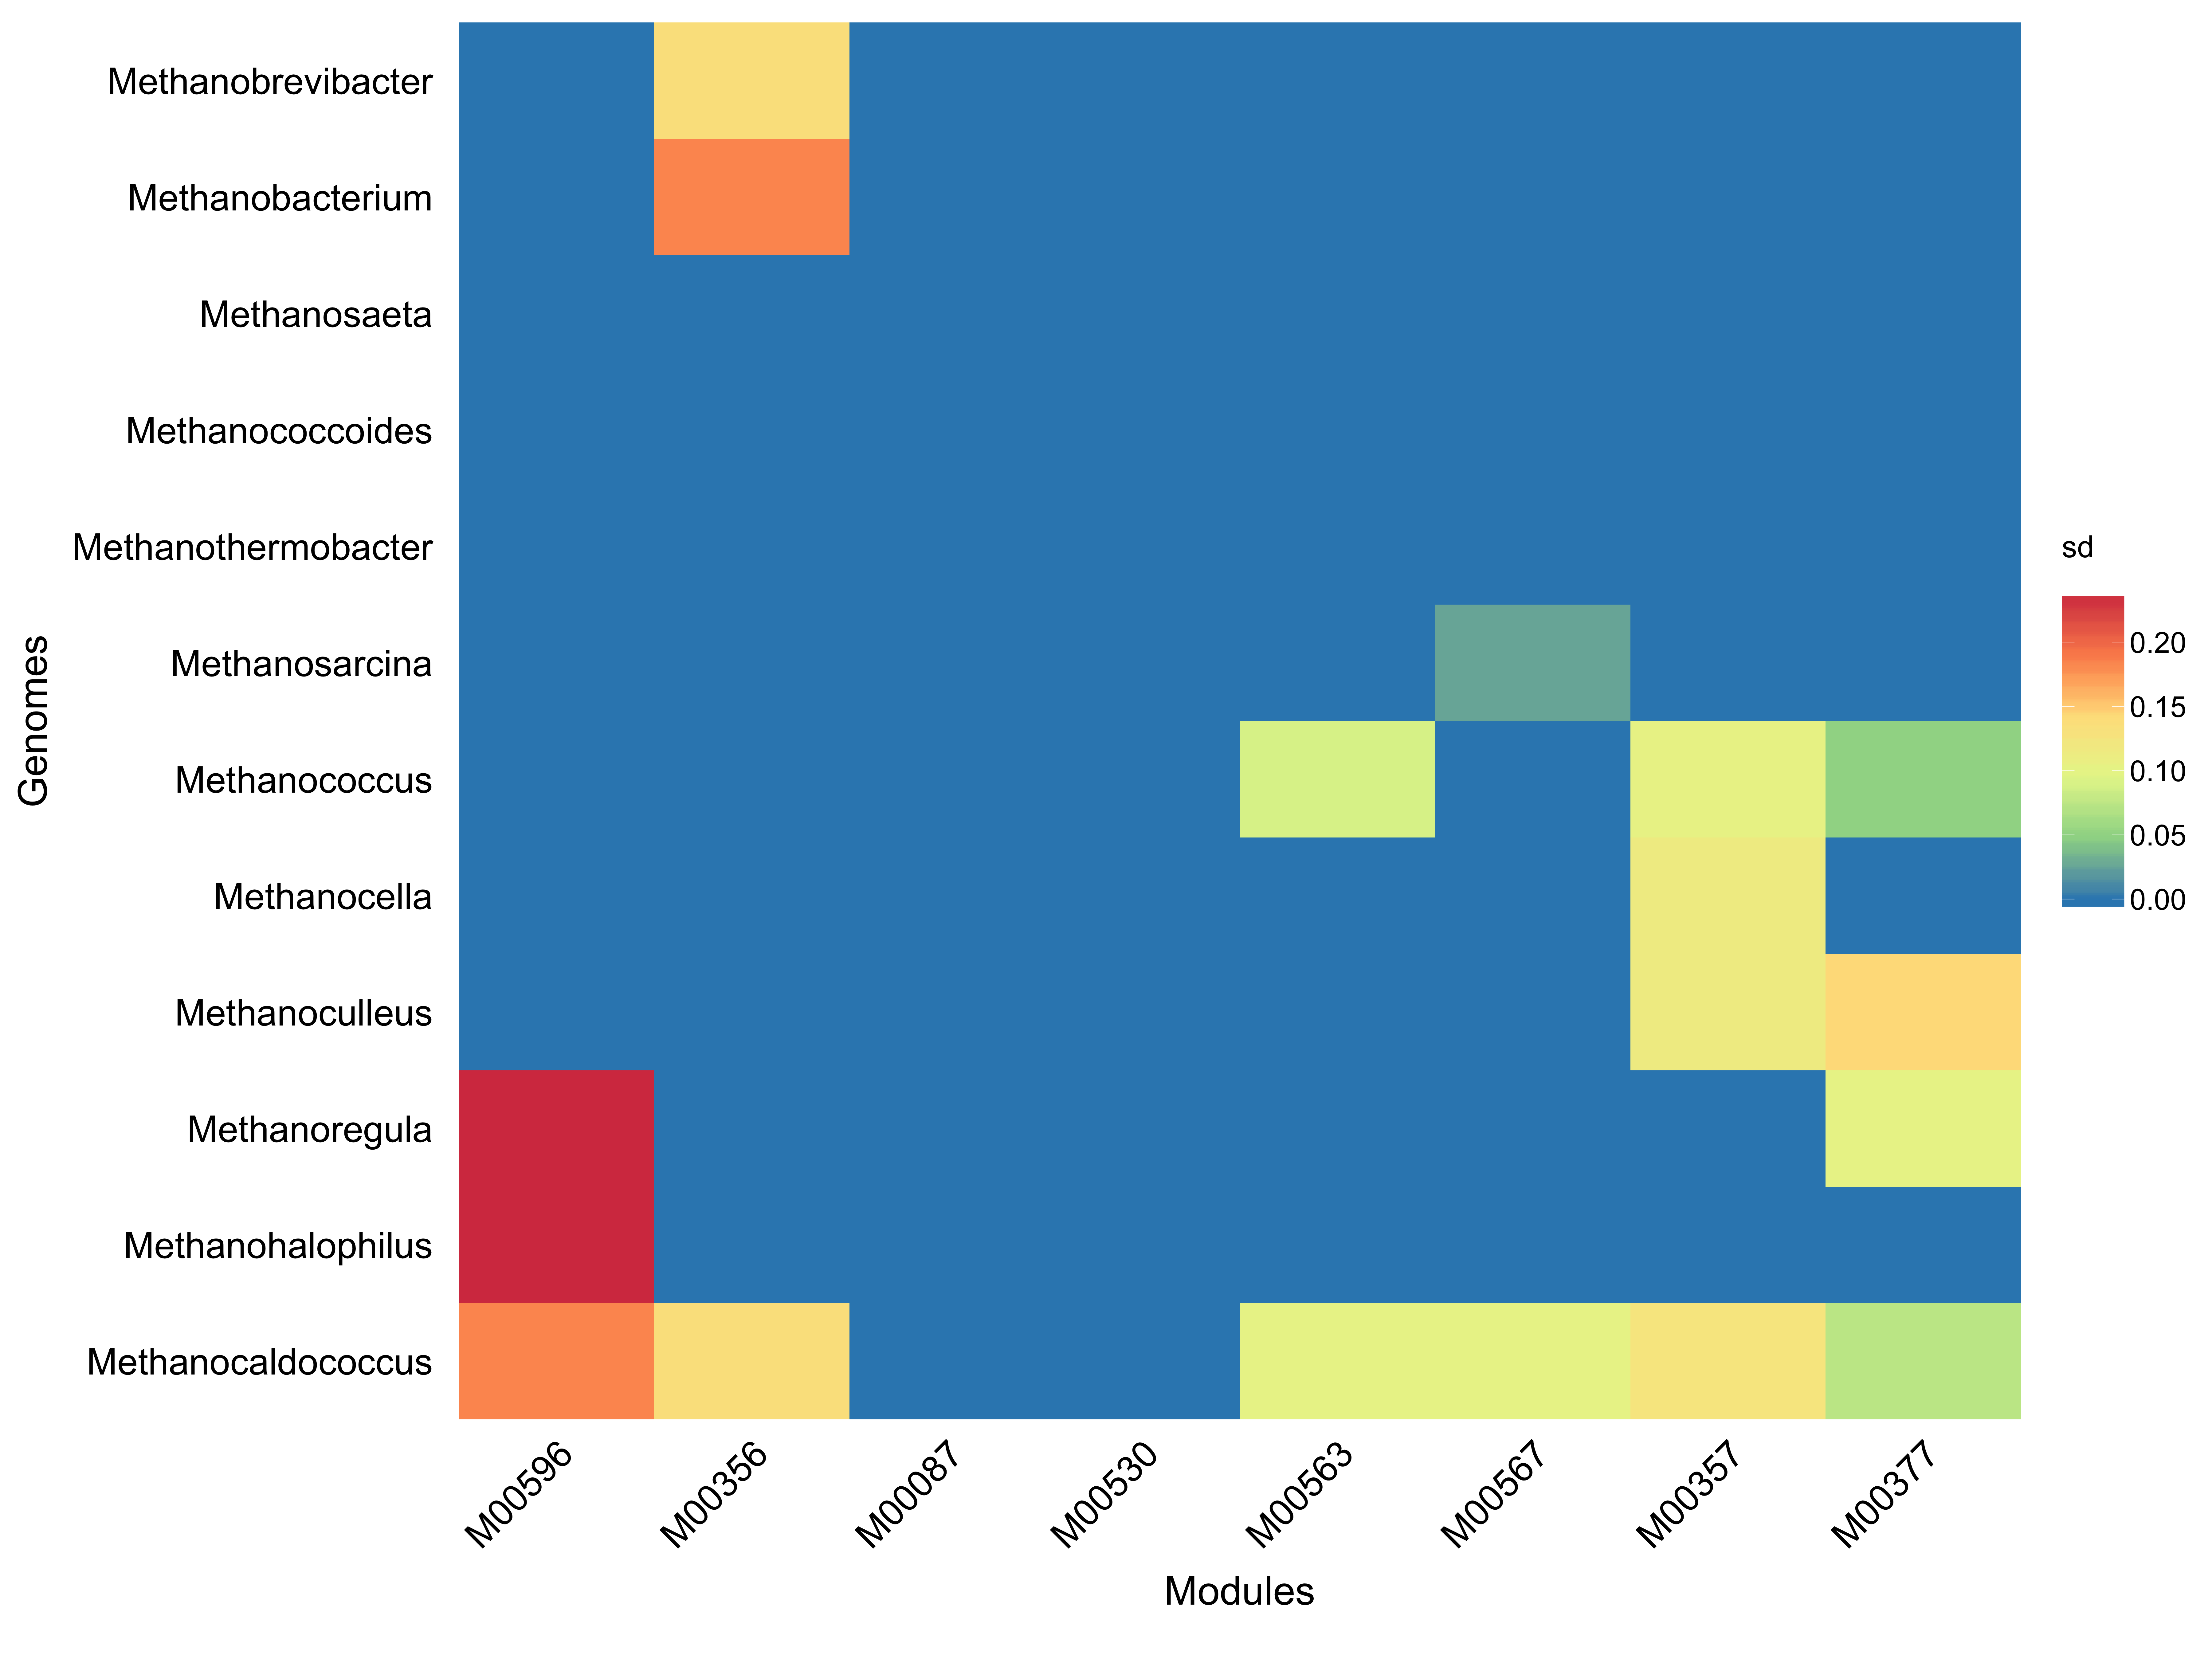 Methanobrevibacter
Methanobacterium
Methanosaeta
Methanococcoides
Methanothermobacter
Methanosarcina
Methanococcus
Methanocella
Methanoculleus
Methanoregula
Methanohalophilus
Methanocaldococcus
Genomes
M00596
M00356
M00087
M00530
M00563
M00567
M00357
M00377
Modules
sd
0.20
0.15
0.10
0.05
0.00